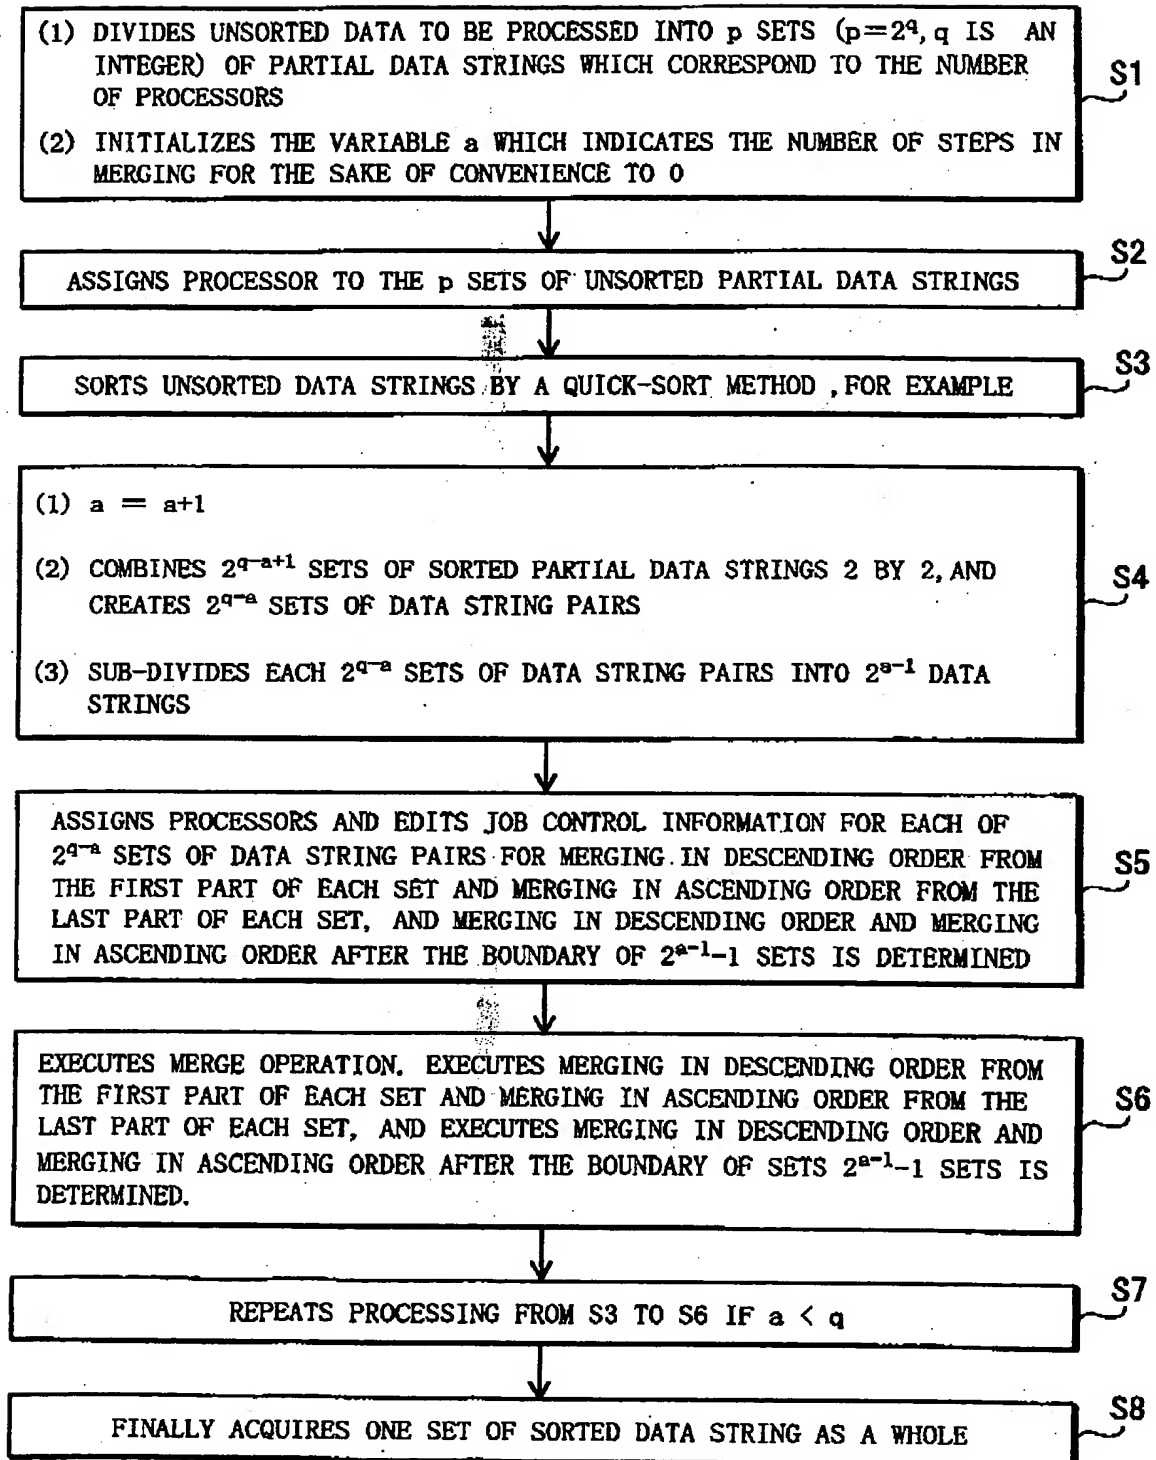 (1) DIVIDES UNSORTED DATA TO BE PROCESSED INTO p SETS (p=2^q, q IS AN
INTEGER) OF PARTIAL DATA STRINGS WHICH CORRESPOND TO THE NUMBER
OF PROCESSORS
S1
(2) INITIALIZES THE VARIABLE a WHICH INDICATES THE NUMBER OF STEPS IN
MERGING FOR THE SAKE OF CONVENIENCE TO 0
S2
ASSIGNS PROCESSOR TO THE p SETS OF UNSORTED PARTIAL DATA STRINGS
S3
SORTS UNSORTED DATA STRINGS BY A QUICK-SORT METHOD , FOR EXAMPLE
(1) a = a+1
(2) COMBINES 2^q-a+1 SETS OF SORTED PARTIAL DATA STRINGS 2 BY 2, AND
CREATES 2^q-a SETS OF DATA STRING PAIRS
S4
(3) SUB-DIVIDES EACH 2^q-a SETS OF DATA STRING PAIRS INTO 2^a-1 DATA
STRINGS
ASSIGNS PROCESSORS AND EDITS JOB CONTROL INFORMATION FOR EACH OF
2^q-a SETS OF DATA STRING PAIRS FOR MERGING IN DESCENDING ORDER FROM
THE FIRST PART OF EACH SET AND MERGING IN ASCENDING ORDER FROM THE
LAST PART OF EACH SET, AND MERGING IN DESCENDING ORDER AND MERGING
IN ASCENDING ORDER AFTER THE BOUNDARY OF 2^a-1-1 SETS IS DETERMINED
S5
EXECUTES MERGE OPERATION. EXECUTES MERGING IN DESCENDING ORDER FROM
THE FIRST PART OF EACH SET AND MERGING IN ASCENDING ORDER FROM THE
LAST PART OF EACH SET, AND EXECUTES MERGING IN DESCENDING ORDER AND
MERGING IN ASCENDING ORDER AFTER THE BOUNDARY OF SETS 2^a-1-1 SETS IS
DETERMINED.
S6
REPEATS PROCESSING FROM S3 TO S6 IF a < q
S7
FINALLY ACQUIRES ONE SET OF SORTED DATA STRING AS A WHOLE
S8